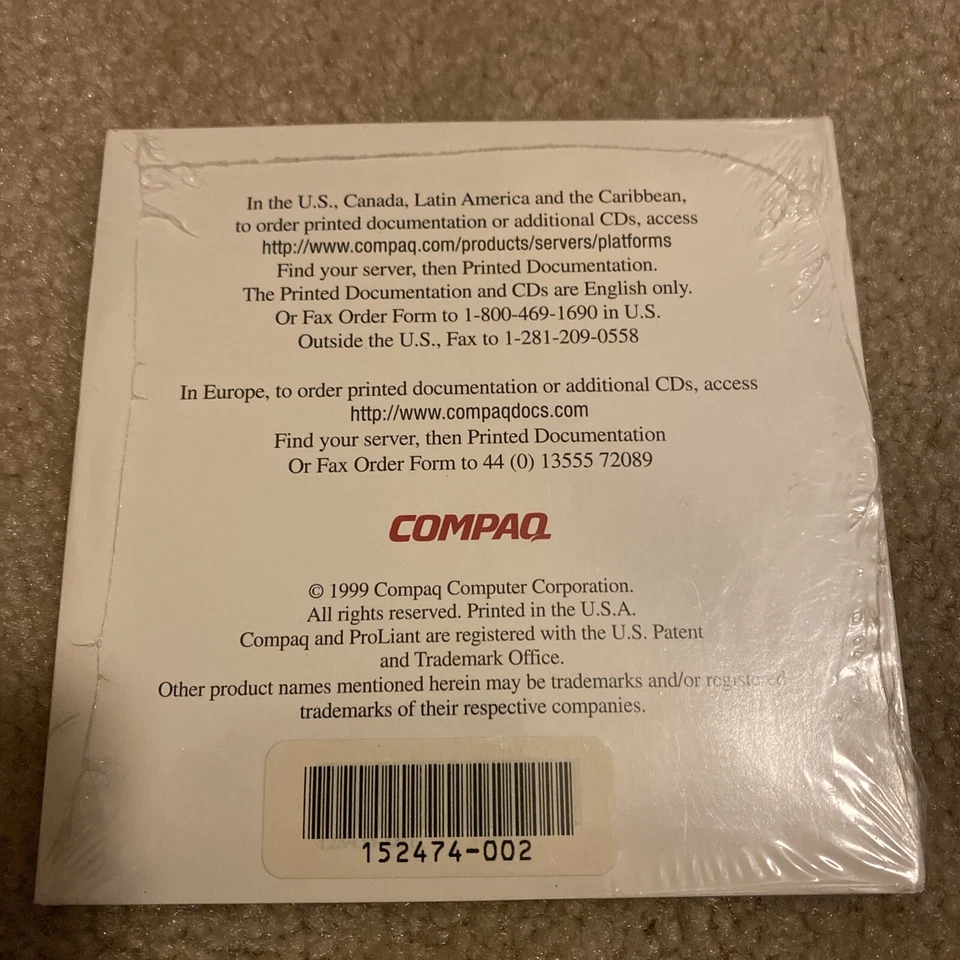 In the U.S., Canada, Latin America and the Caribbean,
to order printed documentation or additional CDs, access
http://www.compaq.com/products/servers/platforms
Find your server, then Printed Documentation.
The Printed Documentation and CDs are English only.
Or Fax Order Form to 1-800-469-1690 in U.S.
Outside the U.S., Fax to 1-281-209-0558
In Europe, to order printed documentation or additional CDs, access
http://www.compaqdocs.com
Find your server, then Printed Documentation
Or Fax Order Form to 44 (0) 13555 72089
COMPAQ
© 1999 Compaq Computer Corporation.
All rights reserved. Printed in the U.S.A.
Compaq and ProLiant are registered with the U.S. Patent
and Trademark Office.
Other product names mentioned herein may be trademarks and/or registered
trademarks of their respective companies.
152474-002